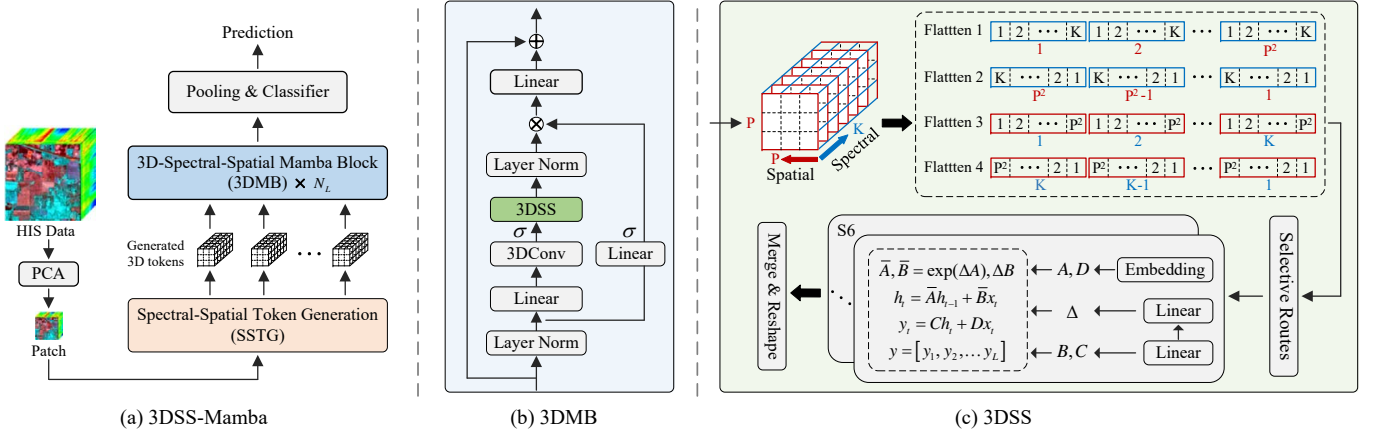 Prediction
Pooling & Classifier
3D-Spectral-Spatial Mamba Block
(3DMB) × N_L
HIS Data
Generated
3D tokens
···
PCA
Spectral-Spatial Token Generation
(SSTG)
Patch
(a) 3DSS-Mamba
⊕
Linear
⊗
Layer Norm
3DSS
σ
σ
3DConv
Linear
Linear
Layer Norm
(b) 3DMB
P
P
K
Spatial
Spectral
Flattten 1 1 2 ··· K 1 2 ··· K ··· 1 2 ··· K
1 2 P²
Flattten 2 K ··· 2 1 K ··· 2 1 ··· K ··· 2 1
P² P²-1 1
Flattten 3 1 2 ··· P² 1 2 ··· P² ··· 1 2 ··· P²
1 2 K
Flattten 4 P² ··· 2 1 P² ··· 2 1 ··· P² ··· 2 1
K K-1 1
Merge & Reshape
S6
A̅, B̅ = exp(ΔA), ΔB
h_t = A̅h_{t-1} + B̅x_t
y_t = Ch_t + Dx_t
y = [y_1, y_2, … y_L]
A, D
Embedding
Δ
Linear
B, C
Linear
Selective Routes
(c) 3DSS